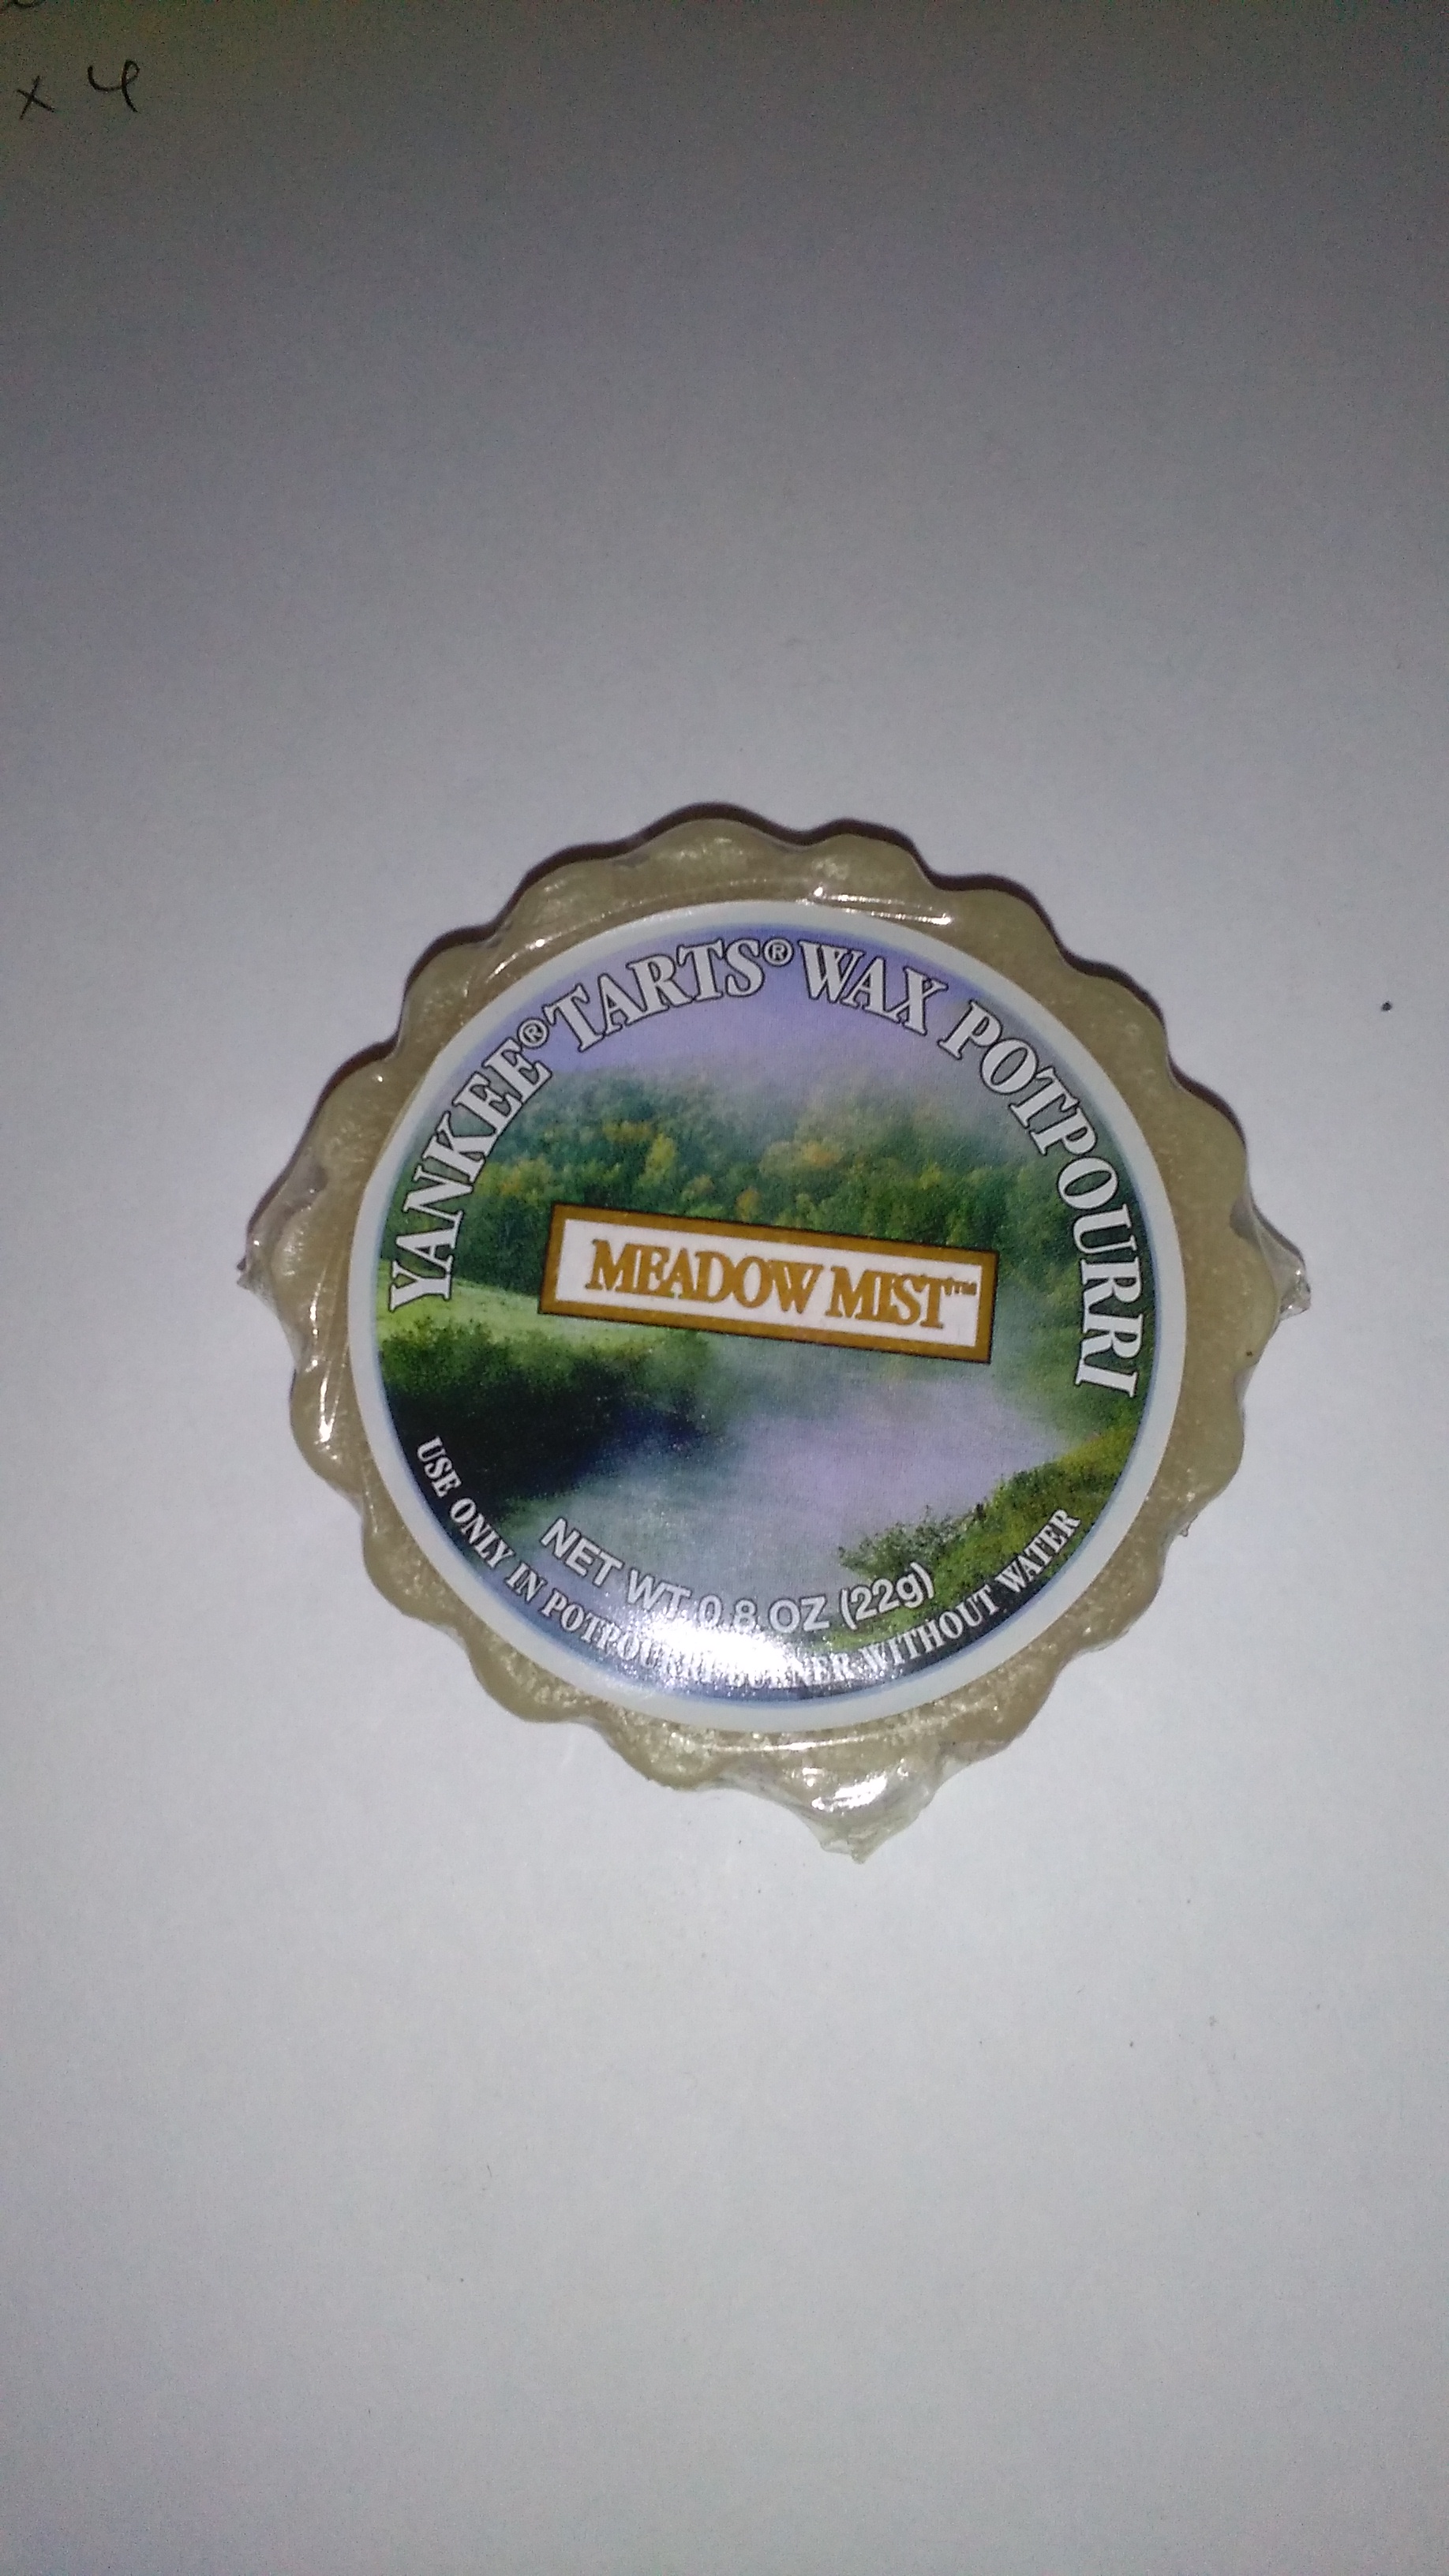 x 4
YANKEE® TARTS® WAX POTPOURRI
MEADOW MIST™
NET WT. 0.8 OZ (22g)
USE ONLY IN POTPOURRI BURNER WITHOUT WATER